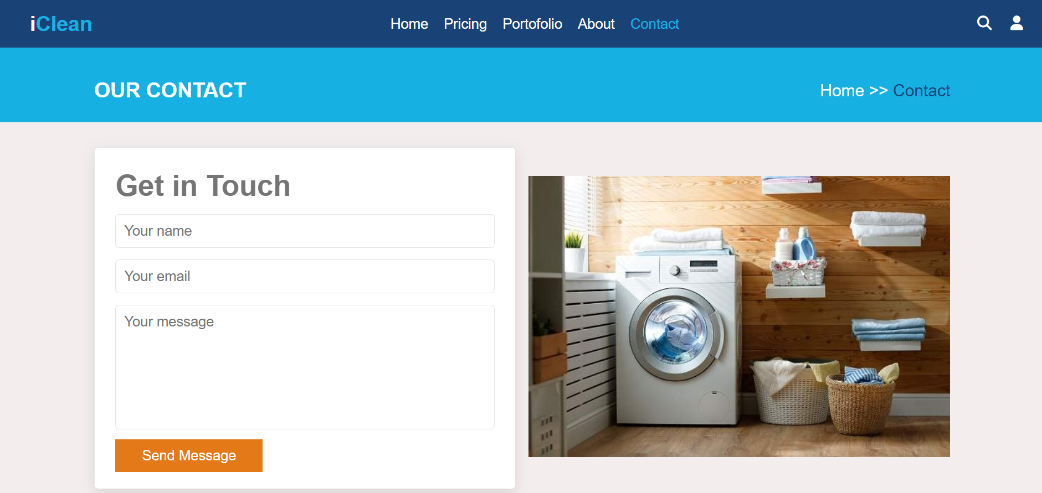 iClean
Home Pricing Portofolio About Contact
OUR CONTACT
Home >> Contact
Get in Touch
Your name
Your email
Your message
Send Message